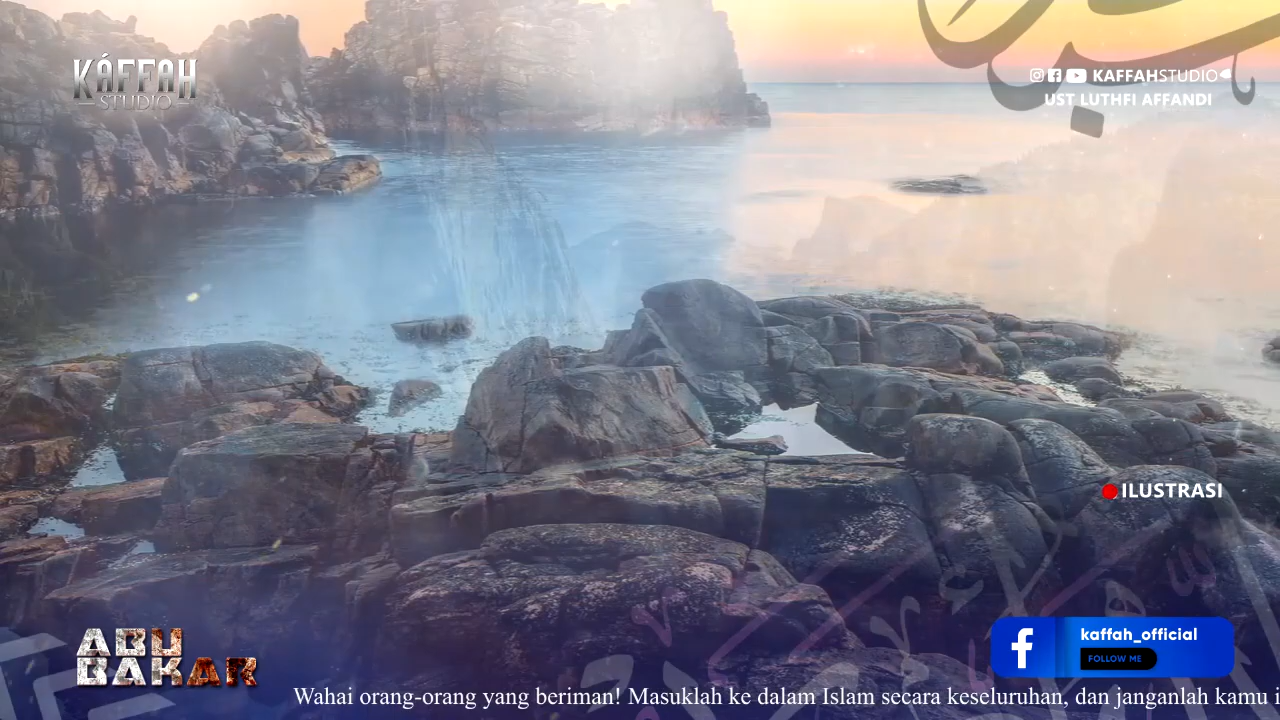 KÁFFAH
STUDIO
KAFFAHSTUDIO
UST LUTHFI AFFANDI
ILUSTRASI
kaffah_official
FOLLOW ME
ABU
BAKAR
Wahai orang-orang yang beriman! Masuklah ke dalam Islam secara keseluruhan, dan janganlah kamu